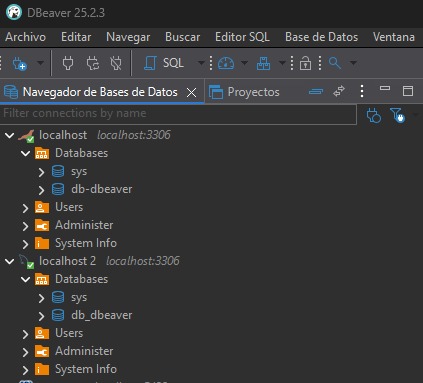 DBeaver 25.2.3
Archivo Editar Navegar Buscar Editor SQL Base de Datos Ventana
SQL
Navegador de Bases de Datos Proyectos
Filter connections by name
localhost localhost:3306
Databases
sys
db-dbeaver
Users
Administer
System Info
localhost 2 localhost:3306
Databases
sys
db_dbeaver
Users
Administer
System Info